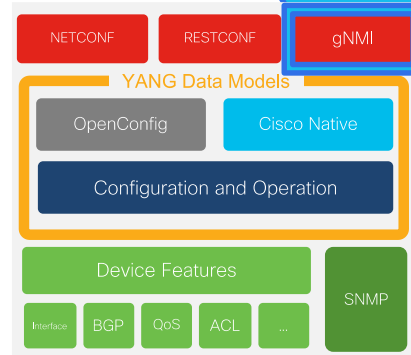 NETCONF
RESTCONF
gNMI
YANG Data Models
OpenConfig
Cisco Native
Configuration and Operation
Device Features
SNMP
Interface
BGP
QoS
ACL
...